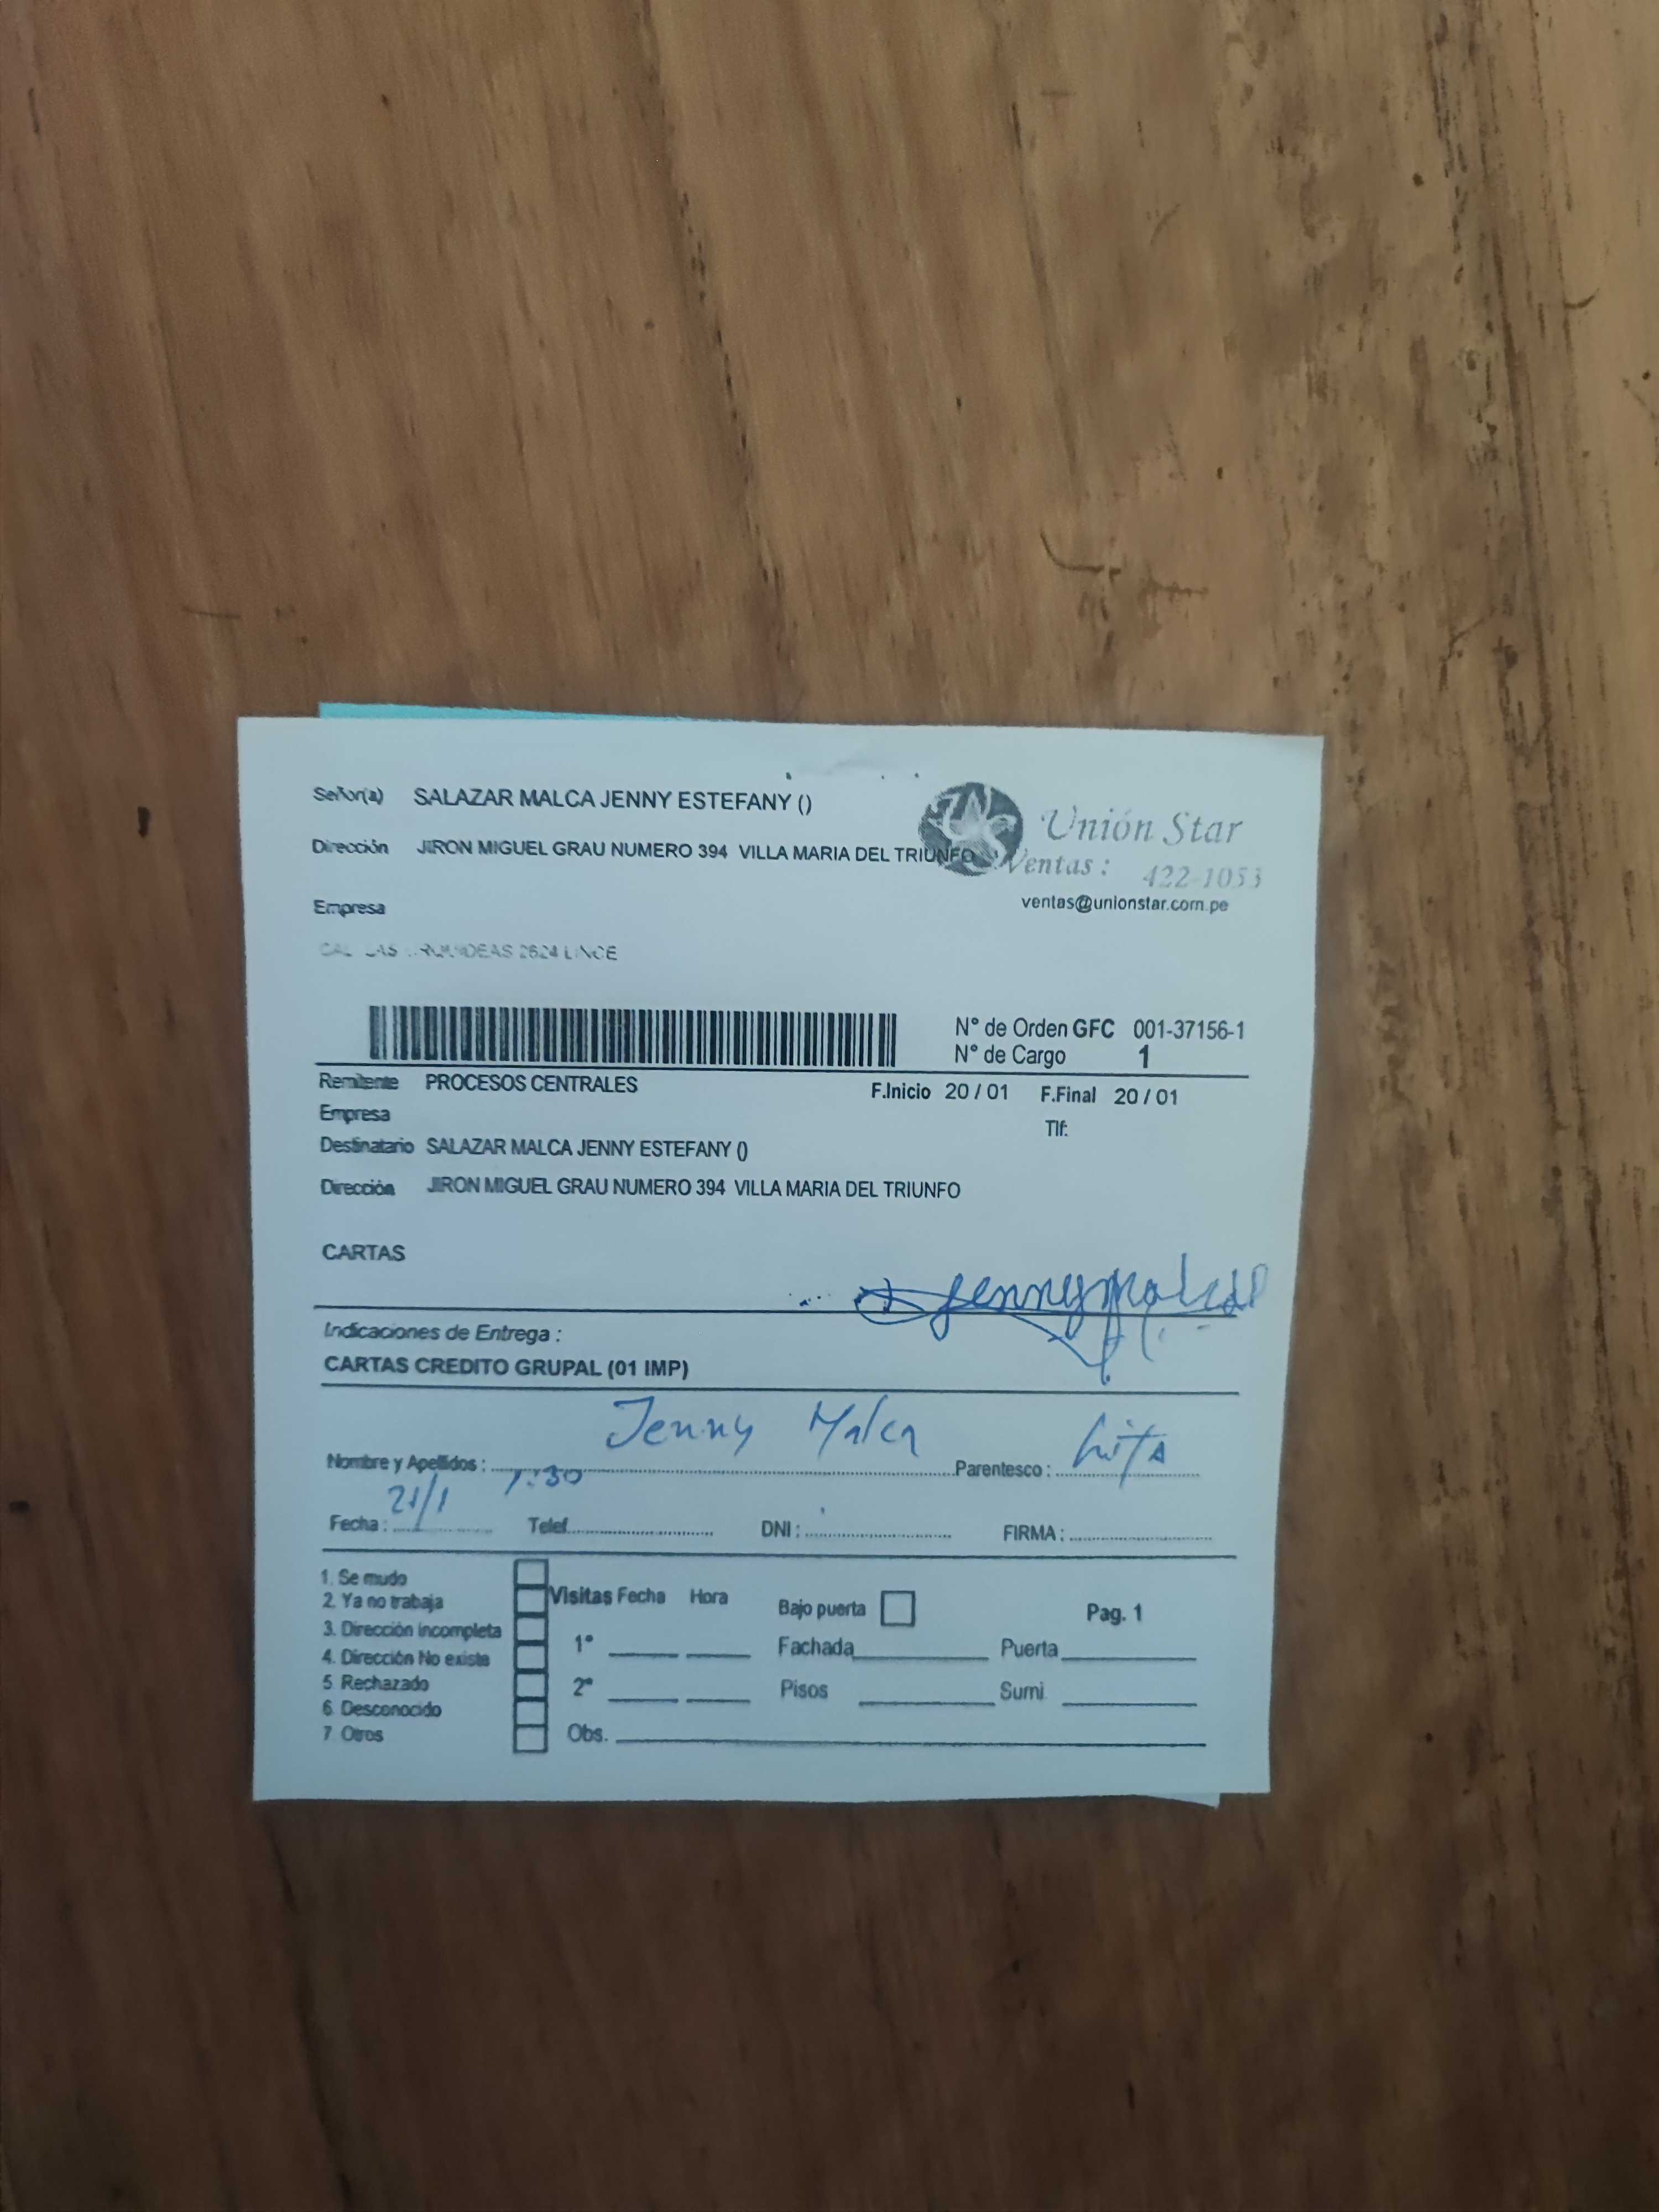 Señor(a) SALAZAR MALCA JENNY ESTEFANY ()
Unión Star
Dirección JIRON MIGUEL GRAU NUMERO 394 VILLA MARIA DEL TRIUNFO
Ventas : 422-1053
Empresa
ventas@unionstar.com.pe
2624 LINCE
N° de Orden GFC 001-37156-1
N° de Cargo 1
Remitente PROCESOS CENTRALES
F.Inicio 20 / 01 F.Final 20 / 01
Empresa
Tlf:
Destinatario SALAZAR MALCA JENNY ESTEFANY ()
Dirección JIRON MIGUEL GRAU NUMERO 394 VILLA MARIA DEL TRIUNFO
CARTAS
Indicaciones de Entrega :
CARTAS CREDITO GRUPAL (01 IMP)
Nombre y Apellidos : Jenny Malca Parentesco :
Fecha : 21/1 Telef. DNI : FIRMA :
1. Se mudo
2. Ya no trabaja
3. Dirección incompleta
4. Dirección No existe
5 Rechazado
6. Desconocido
7 Otros
Visitas Fecha Hora
1°
2°
Obs.
Bajo puerta
Pag. 1
Fachada Puerta
Pisos Sumi.